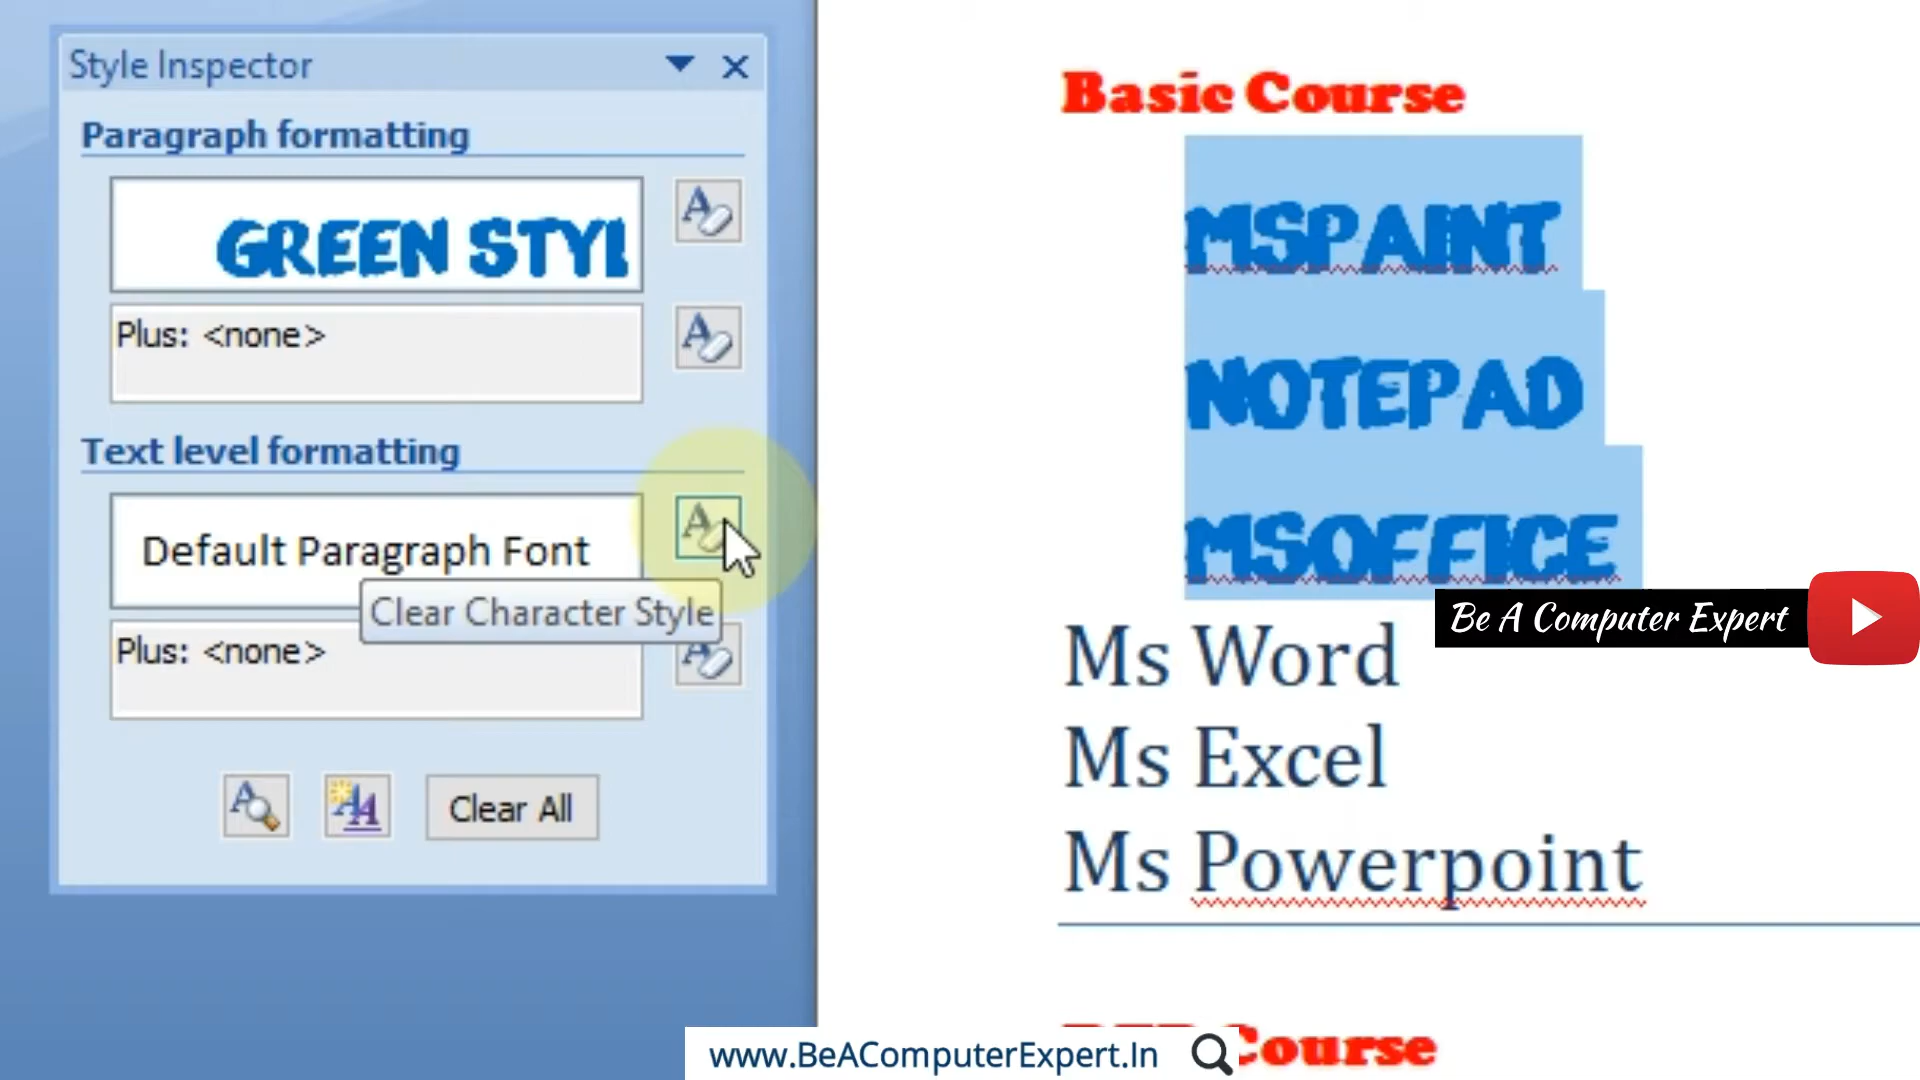 Style Inspector
Paragraph formatting
GREEN STYL
Plus: <none>
Text level formatting
Default Paragraph Font
Clear Character Style
Plus: <none>
Clear All
Basic Course
MSPAINT
NOTEPAD
MSOFFICE
Be A Computer Expert
Ms Word
Ms Excel
Ms Powerpoint
Course
www.BeAComputerExpert.In